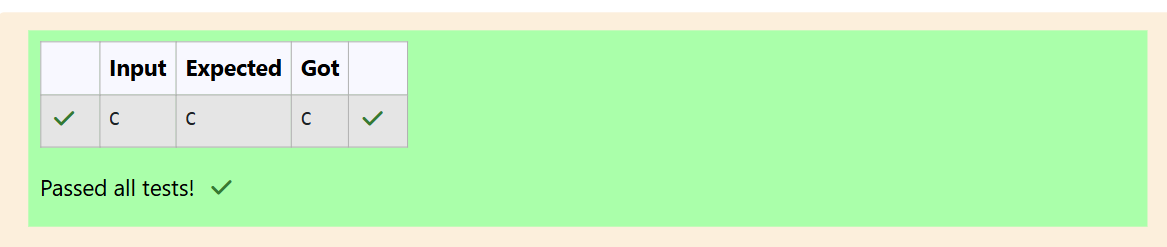 Input Expected Got
c c c
Passed all tests!